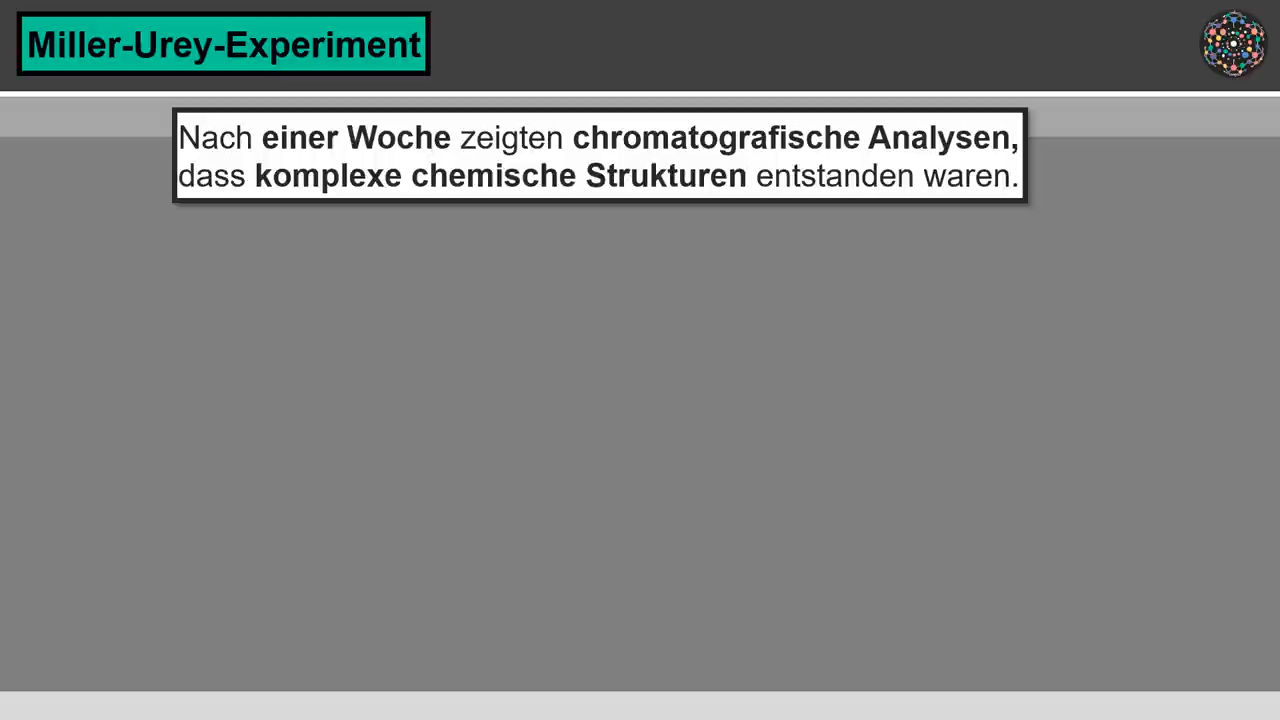 Miller-Urey-Experiment
Nach einer Woche zeigten chromatografische Analysen,
dass komplexe chemische Strukturen entstanden waren.